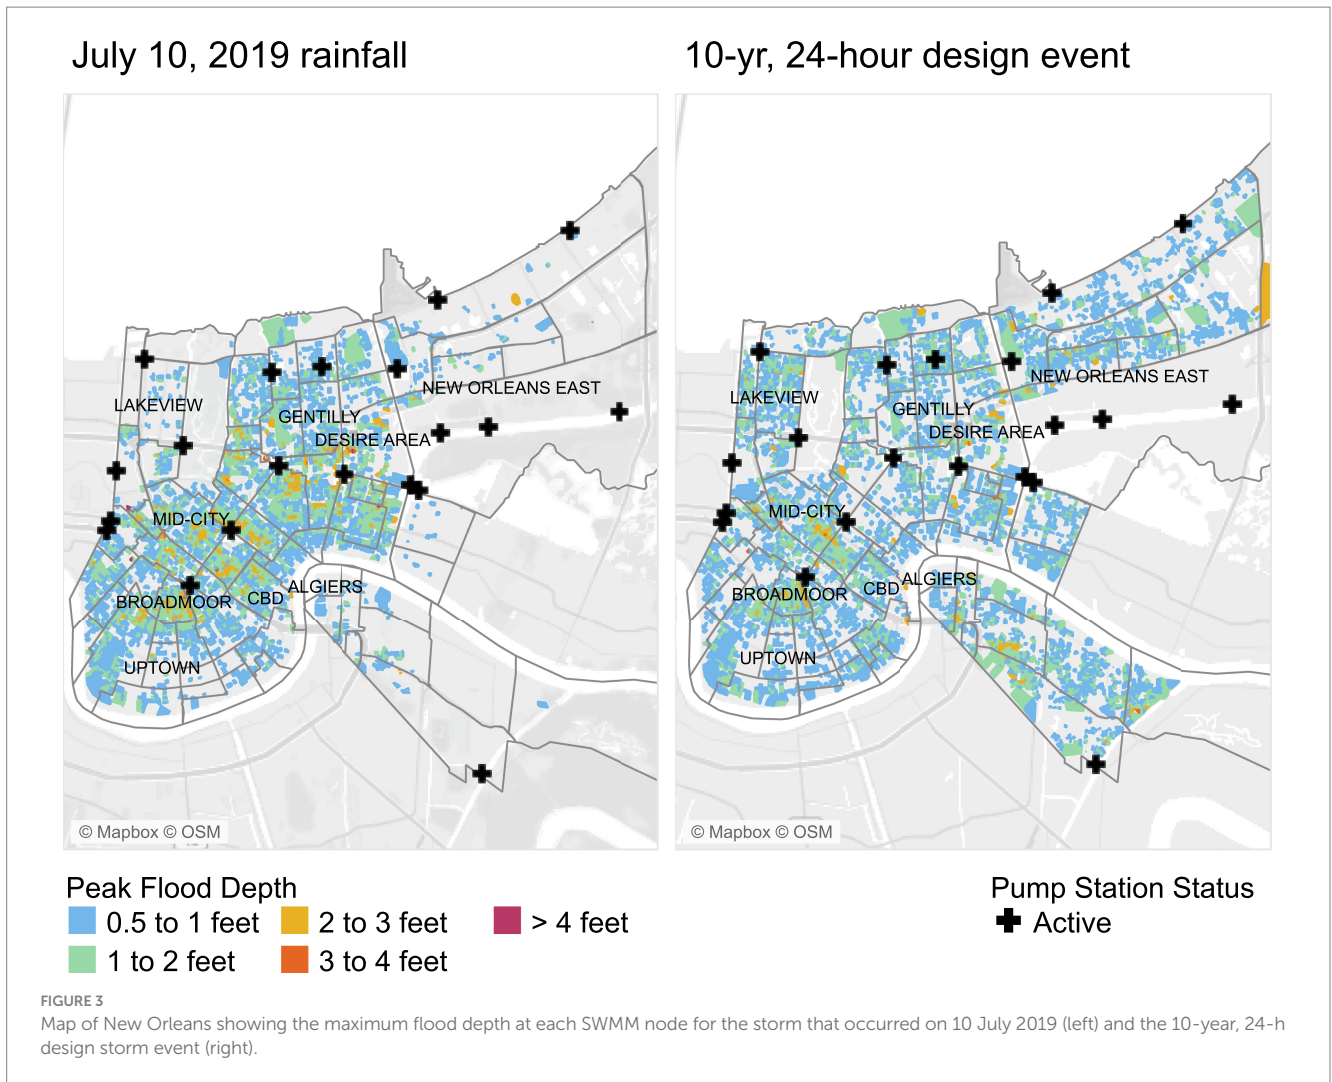 July 10, 2019 rainfall
10-yr, 24-hour design event
LAKEVIEW
GENTILLY
NEW ORLEANS EAST
DESIRE AREA
MID-CITY
BROADMOOR
CBD
ALGIERS
UPTOWN
© Mapbox © OSM
NEW ORLEANS EAST
LAKEVIEW
GENTILLY
DESIRE AREA
MID-CITY
ALGIERS
BROADMOOR
CBD
UPTOWN
© Mapbox © OSM
Peak Flood Depth
0.5 to 1 feet
2 to 3 feet
> 4 feet
1 to 2 feet
3 to 4 feet
Pump Station Status
Active
FIGURE 3
Map of New Orleans showing the maximum flood depth at each SWMM node for the storm that occurred on 10 July 2019 (left) and the 10-year, 24-h
design storm event (right).